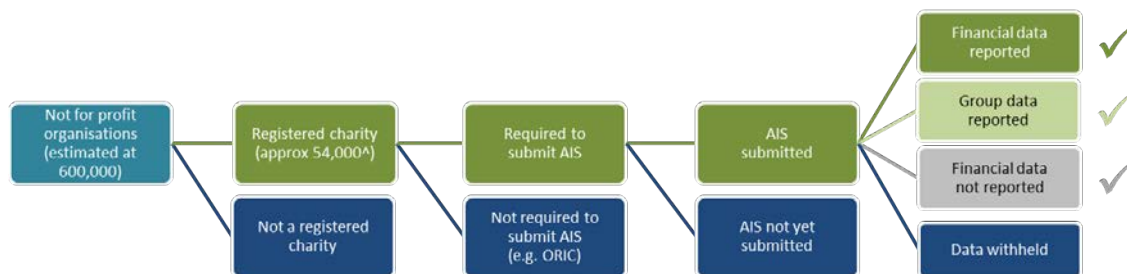 Not for profit
organisations
(estimated at
600,000)
Registered charity
(approx 54,000^)
Not a registered
charity
Required to
submit AIS
Not required to
submit AIS
(e.g. ORIC)
AIS
submitted
AIS not yet
submitted
Financial data
reported
Group data
reported
Financial data
not reported
Data withheld